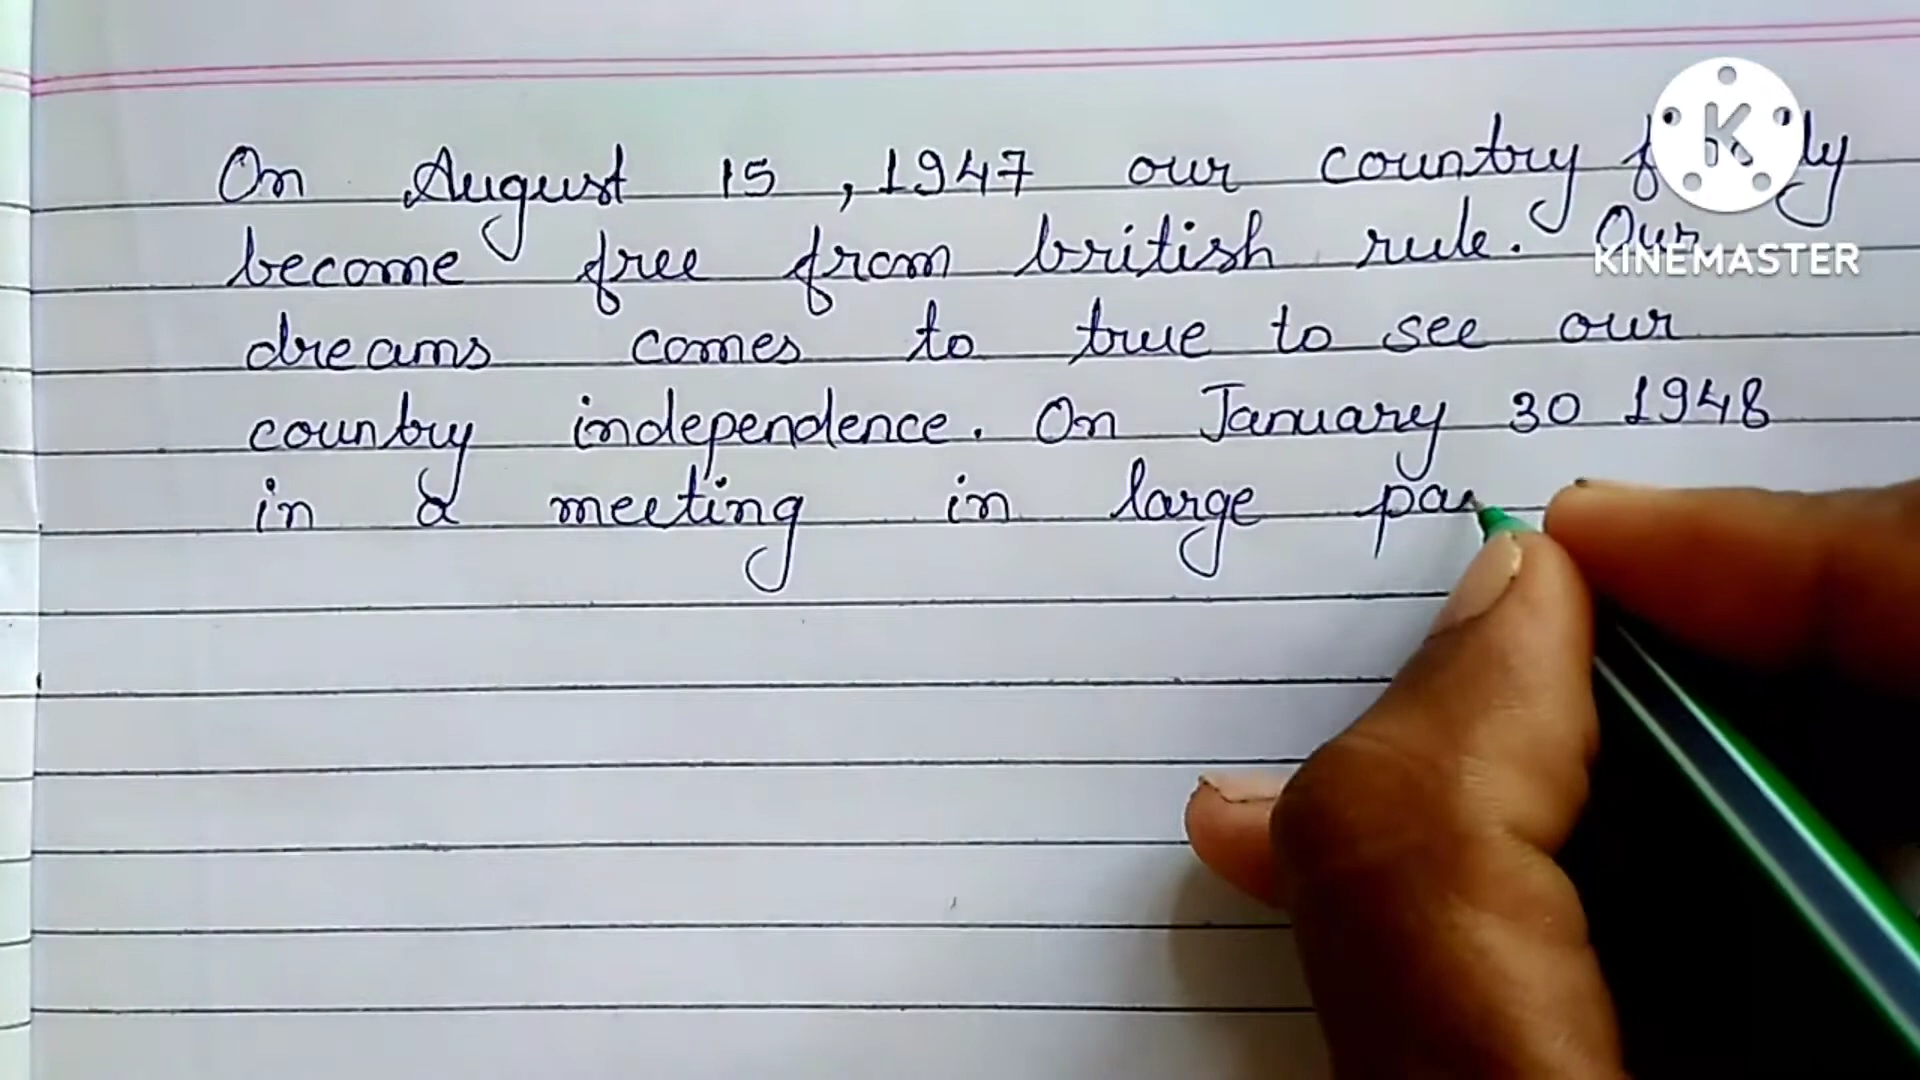 On August 15 , 1947 our country
become free from british rule. Our
KINEMASTER
dreams comes to true to see our
country independence. On January 30 1948
in a meeting in large